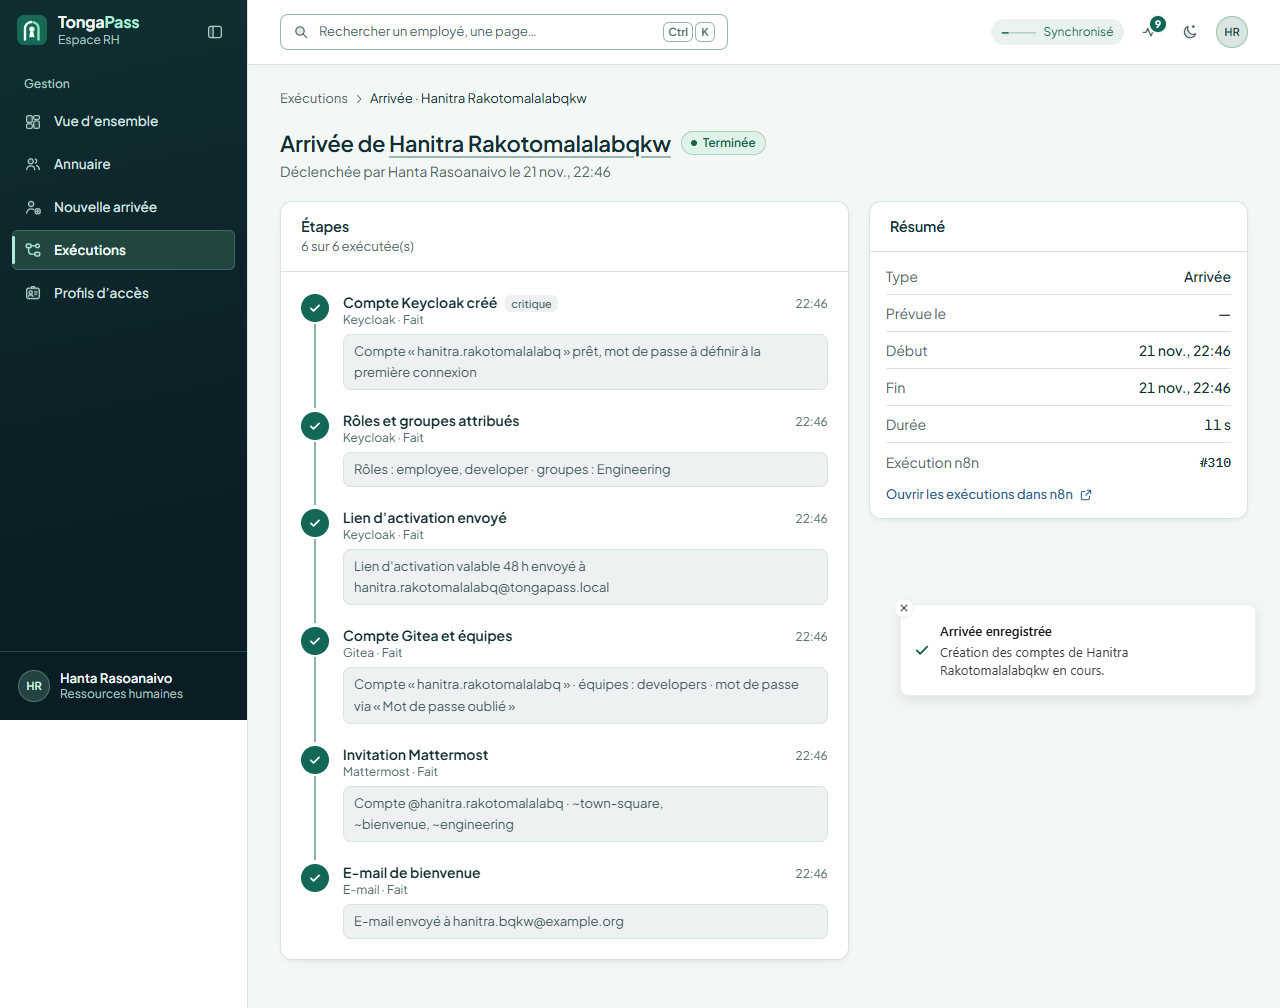 TongaPass
Espace RH
Gestion
Vue d’ensemble
Annuaire
Nouvelle arrivée
Exécutions
Profils d’accès
HR
Hanta Rasoanaivo
Ressources humaines
Rechercher un employé, une page...
Ctrl K
Synchronisé
9
HR
Exécutions > Arrivée · Hanitra Rakotomalalabqkw
Arrivée de Hanitra Rakotomalalabqkw
Terminée
Déclenchée par Hanta Rasoanaivo le 21 nov., 22:46
Étapes
6 sur 6 exécutée(s)
Compte Keycloak créé critique 22:46
Keycloak · Fait
Compte « hanitra.rakotomalalabq » prêt, mot de passe à définir à la
première connexion
Rôles et groupes attribués 22:46
Keycloak · Fait
Rôles : employee, developer · groupes : Engineering
Lien d’activation envoyé 22:46
Keycloak · Fait
Lien d’activation valable 48 h envoyé à
hanitra.rakotomalalabq@tongapass.local
Compte Gitea et équipes 22:46
Gitea · Fait
Compte « hanitra.rakotomalalabq » · équipes : developers · mot de passe
via « Mot de passe oublié »
Invitation Mattermost 22:46
Mattermost · Fait
Compte @hanitra.rakotomalalabq · ~town-square,
~bienvenue, ~engineering
E-mail de bienvenue 22:46
E-mail · Fait
E-mail envoyé à hanitra.bqkw@example.org
Résumé
Type Arrivée
Prévue le —
Début 21 nov., 22:46
Fin 21 nov., 22:46
Durée 11 s
Exécution n8n #310
Ouvrir les exécutions dans n8n
Arrivée enregistrée
Création des comptes de Hanitra
Rakotomalalabqkw en cours.